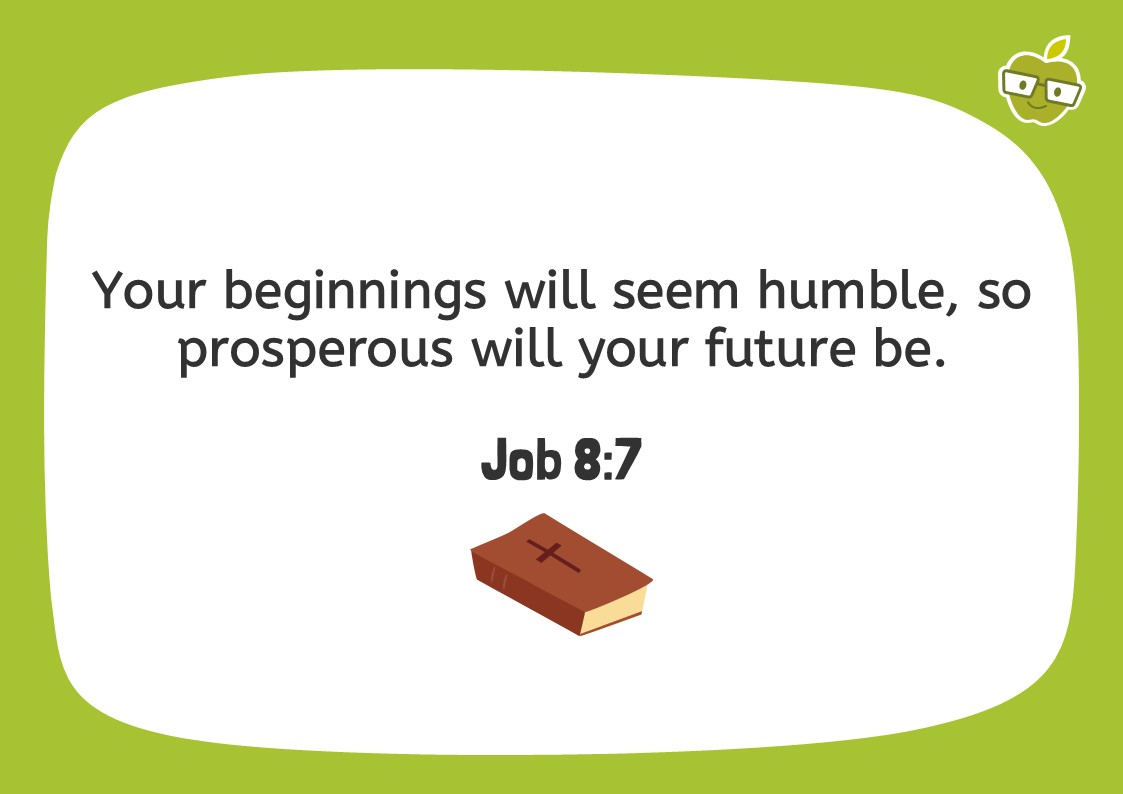 Your beginnings will seem humble, so
prosperous will your future be.
Job 8:7